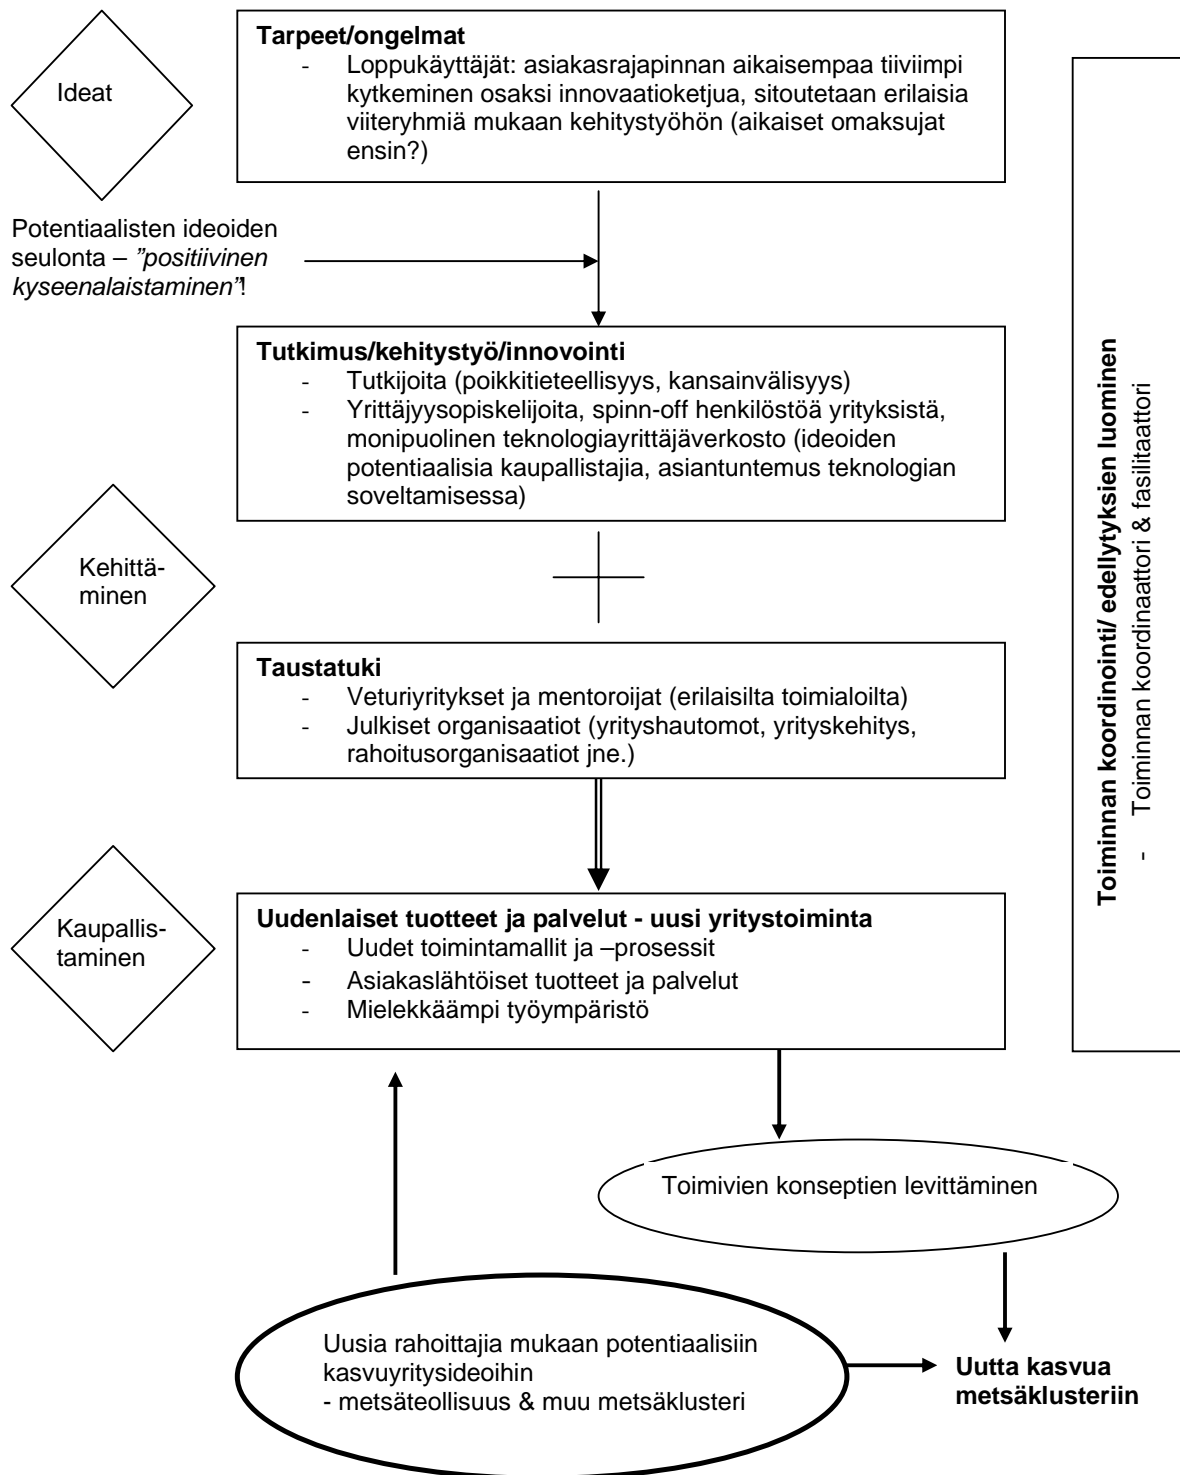 Ideat
Tarpeet/ongelmat
- Loppukäyttäjät: asiakasrajapinnan aikaisempaa tiiviimpi
kytkeminen osaksi innovaatioketjua, sitoutetaan erilaisia
viiteryhmiä mukaan kehitystyöhön (aikaiset omaksujat
ensin?)
Potentiaalisten ideoiden
seulonta – ”positiivinen
kyseenalaistaminen”!
Tutkimus/kehitystyö/innovointi
- Tutkijoita (poikkitieteellisyys, kansainvälisyys)
- Yrittäjyysopiskelijoita, spinn-off henkilöstöä yrityksistä,
monipuolinen teknologiayrittäjäverkosto (ideoiden
potentiaalisia kaupallistajia, asiantuntemus teknologian
soveltamisessa)
Kehittä-
minen
Taustatuki
- Veturiyritykset ja mentoroijat (erilaisilta toimialoilta)
- Julkiset organisaatiot (yrityshautomot, yrityskehitys,
rahoitusorganisaatiot jne.)
Kaupallis-
taminen
Uudenlaiset tuotteet ja palvelut - uusi yritystoiminta
- Uudet toimintamallit ja –prosessit
- Asiakaslähtöiset tuotteet ja palvelut
- Mielekkäämpi työympäristö
Toiminnan koordinointi/ edellytyksien luominen
- Toiminnan koordinaattori & fasilitaattori
Toimivien konseptien levittäminen
Uusia rahoittajia mukaan potentiaalisiin
kasvuyritysideoihin
- metsäteollisuus & muu metsäklusteri
Uutta kasvua
metsäklusteriin